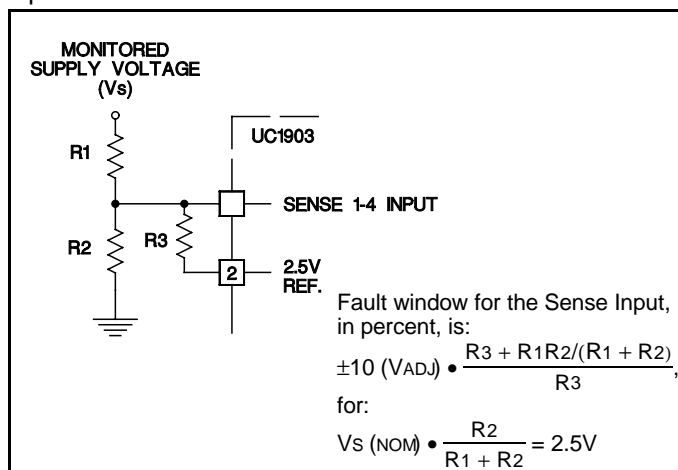 MONITORED
SUPPLY VOLTAGE
(Vs)
R1
UC1903
SENSE 1-4 INPUT
R2
R3
2
2.5V
REF.
Fault window for the Sense Input,
in percent, is:
±10 (VADJ) • R3 + R1R2/(R1 + R2) / R3,
for:
VS (NOM) • R2 / R1 + R2 = 2.5V